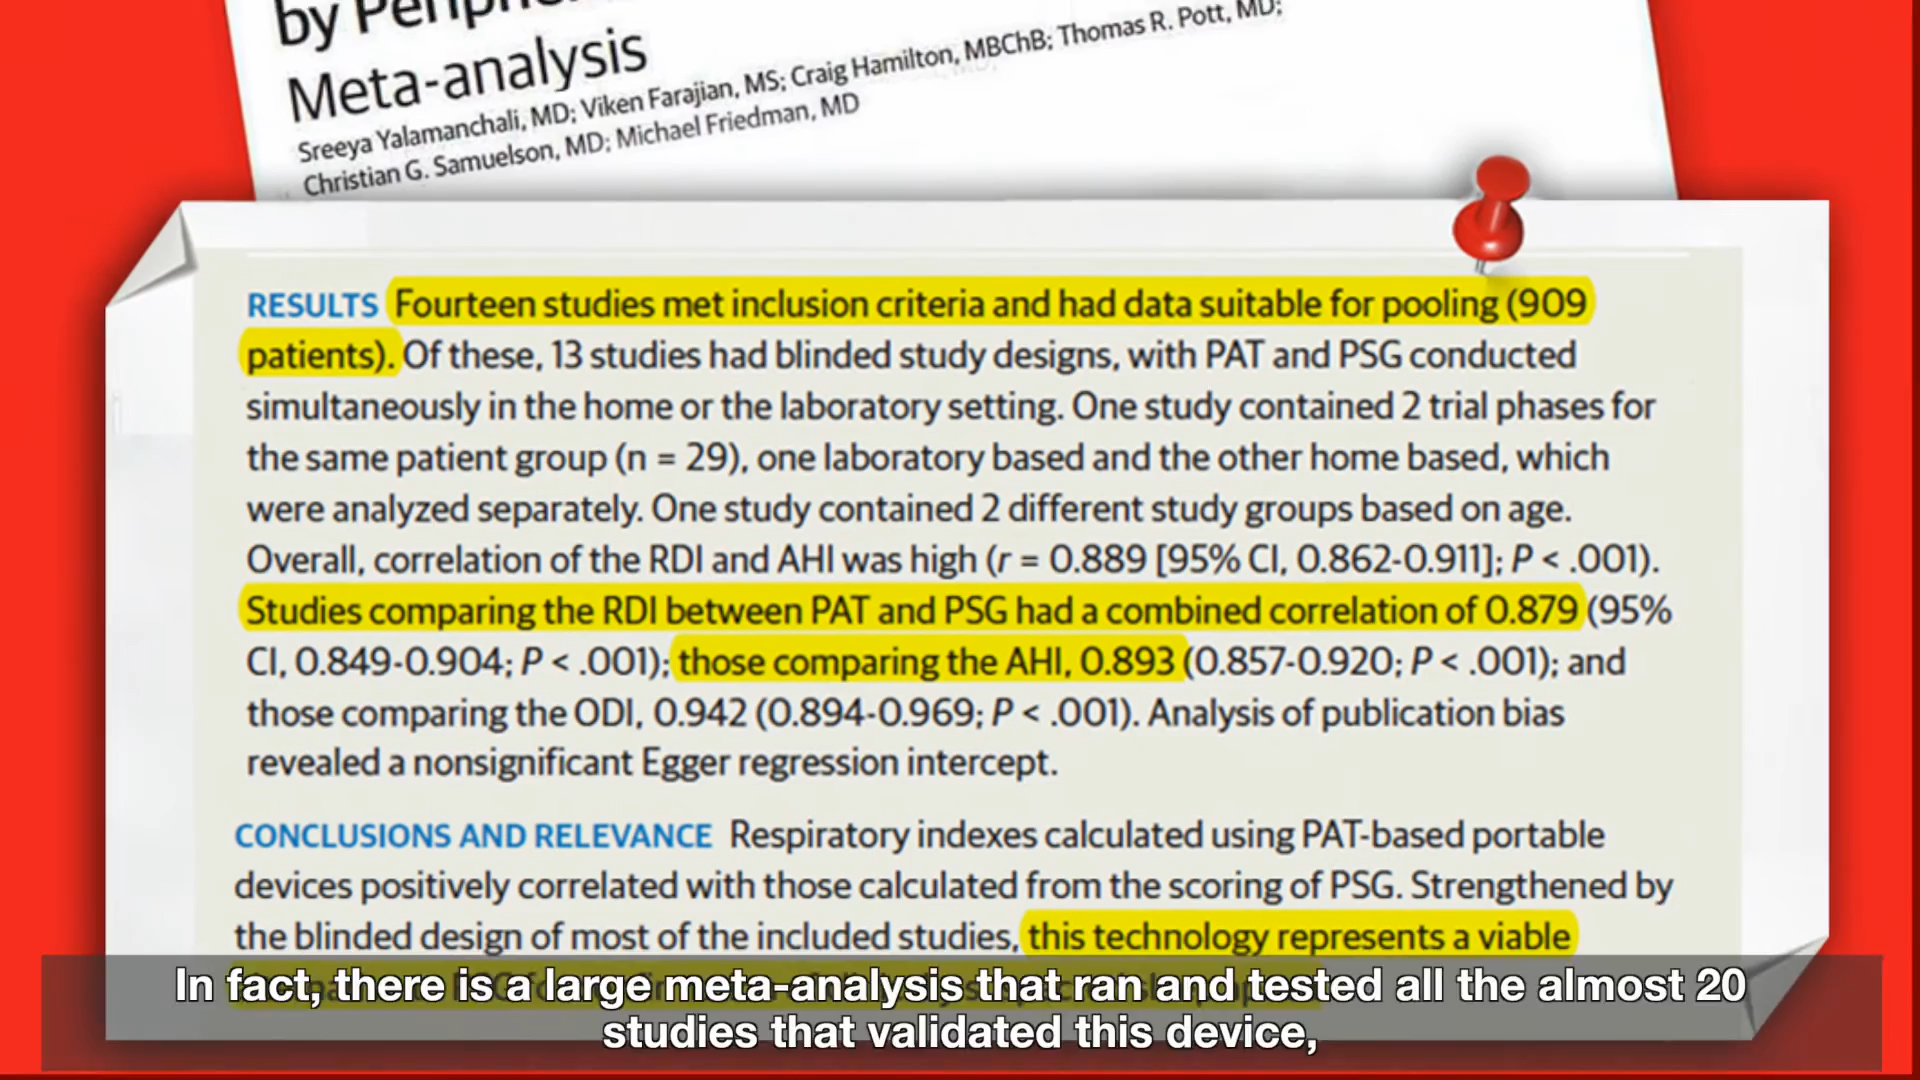 by
Meta-analysis
Sreeya Yalamanchali, MD; Viken Farajian, MS; Craig Hamilton, MBChB; Thomas R. Pott, MD;
Christian G. Samuelson, MD; Michael Friedman, MD
RESULTS Fourteen studies met inclusion criteria and had data suitable for pooling (909
patients). Of these, 13 studies had blinded study designs, with PAT and PSG conducted
simultaneously in the home or the laboratory setting. One study contained 2 trial phases for
the same patient group (n = 29), one laboratory based and the other home based, which
were analyzed separately. One study contained 2 different study groups based on age.
Overall, correlation of the RDI and AHI was high (r = 0.889 [95% CI, 0.862-0.911]; P < .001).
Studies comparing the RDI between PAT and PSG had a combined correlation of 0.879 (95%
CI, 0.849-0.904; P < .001); those comparing the AHI, 0.893 (0.857-0.920; P < .001); and
those comparing the ODI, 0.942 (0.894-0.969; P < .001). Analysis of publication bias
revealed a nonsignificant Egger regression intercept.
CONCLUSIONS AND RELEVANCE Respiratory indexes calculated using PAT-based portable
devices positively correlated with those calculated from the scoring of PSG. Strengthened by
the blinded design of most of the included studies, this technology represents a viable
In fact, there is a large meta-analysis that ran and tested all the almost 20
studies that validated this device,